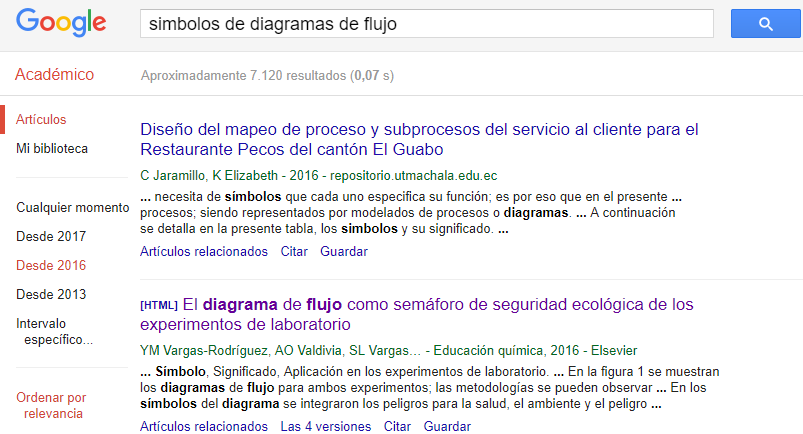 Google
simbolos de diagramas de flujo
Académico
Aproximadamente 7.120 resultados (0,07 s)
Artículos
Mi biblioteca
Cualquier momento
Desde 2017
Desde 2016
Desde 2013
Intervalo
específico...
Ordenar por
relevancia
Diseño del mapeo de proceso y subprocesos del servicio al cliente para el
Restaurante Pecos del cantón El Guabo
C Jaramillo, K Elizabeth - 2016 - repositorio.utmachala.edu.ec
... necesita de símbolos que cada uno especifica su función; es por eso que en el presente ...
procesos; siendo representados por modelados de procesos o diagramas. ... A continuación
se detalla en la presente tabla, los simbolos y su significado. ...
Artículos relacionados Citar Guardar
[HTML] El diagrama de flujo como semáforo de seguridad ecológica de los
experimentos de laboratorio
YM Vargas-Rodríguez, AO Valdivia, SL Vargas... - Educación química, 2016 - Elsevier
... Símbolo, Significado, Aplicación en los experimentos de laboratorio. ... En la figura 1 se muestran
los diagramas de flujo para ambos experimentos; las metodologías se pueden observar ... En los
símbolos del diagrama se integraron los peligros para la salud, el ambiente y el peligro ...
Artículos relacionados Las 4 versiones Citar Guardar